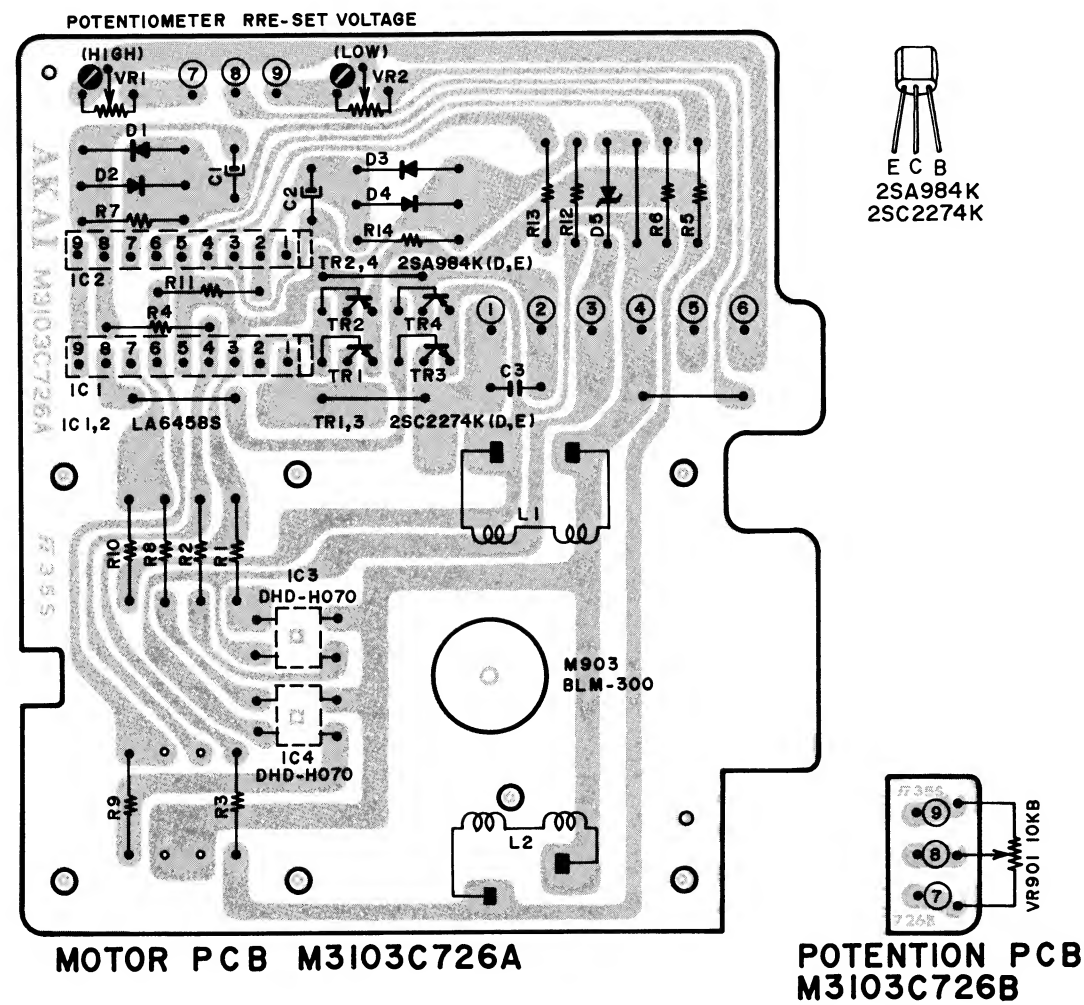 POTENTIOMETER RRE-SET VOLTAGE
(HIGH) (LOW)
VR1 7 8 9 VR2
D1
D2 C1 D3
R7 C2 D4
R14
R13 R12 D5 R6 R5
E C B
2SA984K
2SC2274K
9 8 7 6 5 4 3 2 1
IC2 TR2,4 2SA984K(D,E)
R11
TR2 TR4 1 2 3 4 5 6
R4
9 8 7 6 5 4 3 2 1
IC1 TR1 TR3 C3
IC1,2 LA6458S TR1,3 2SC2274K(D,E)
AKAI M3103C726A
L1
R10 R8 R2 R1
IC3
DHD-H070
M903
BLM-300
IC4
DHD-H070
R9 R3
L2
9
8
7
VR901 10KB
726B
MOTOR PCB M3103C726A
POTENTION PCB
M3103C726B